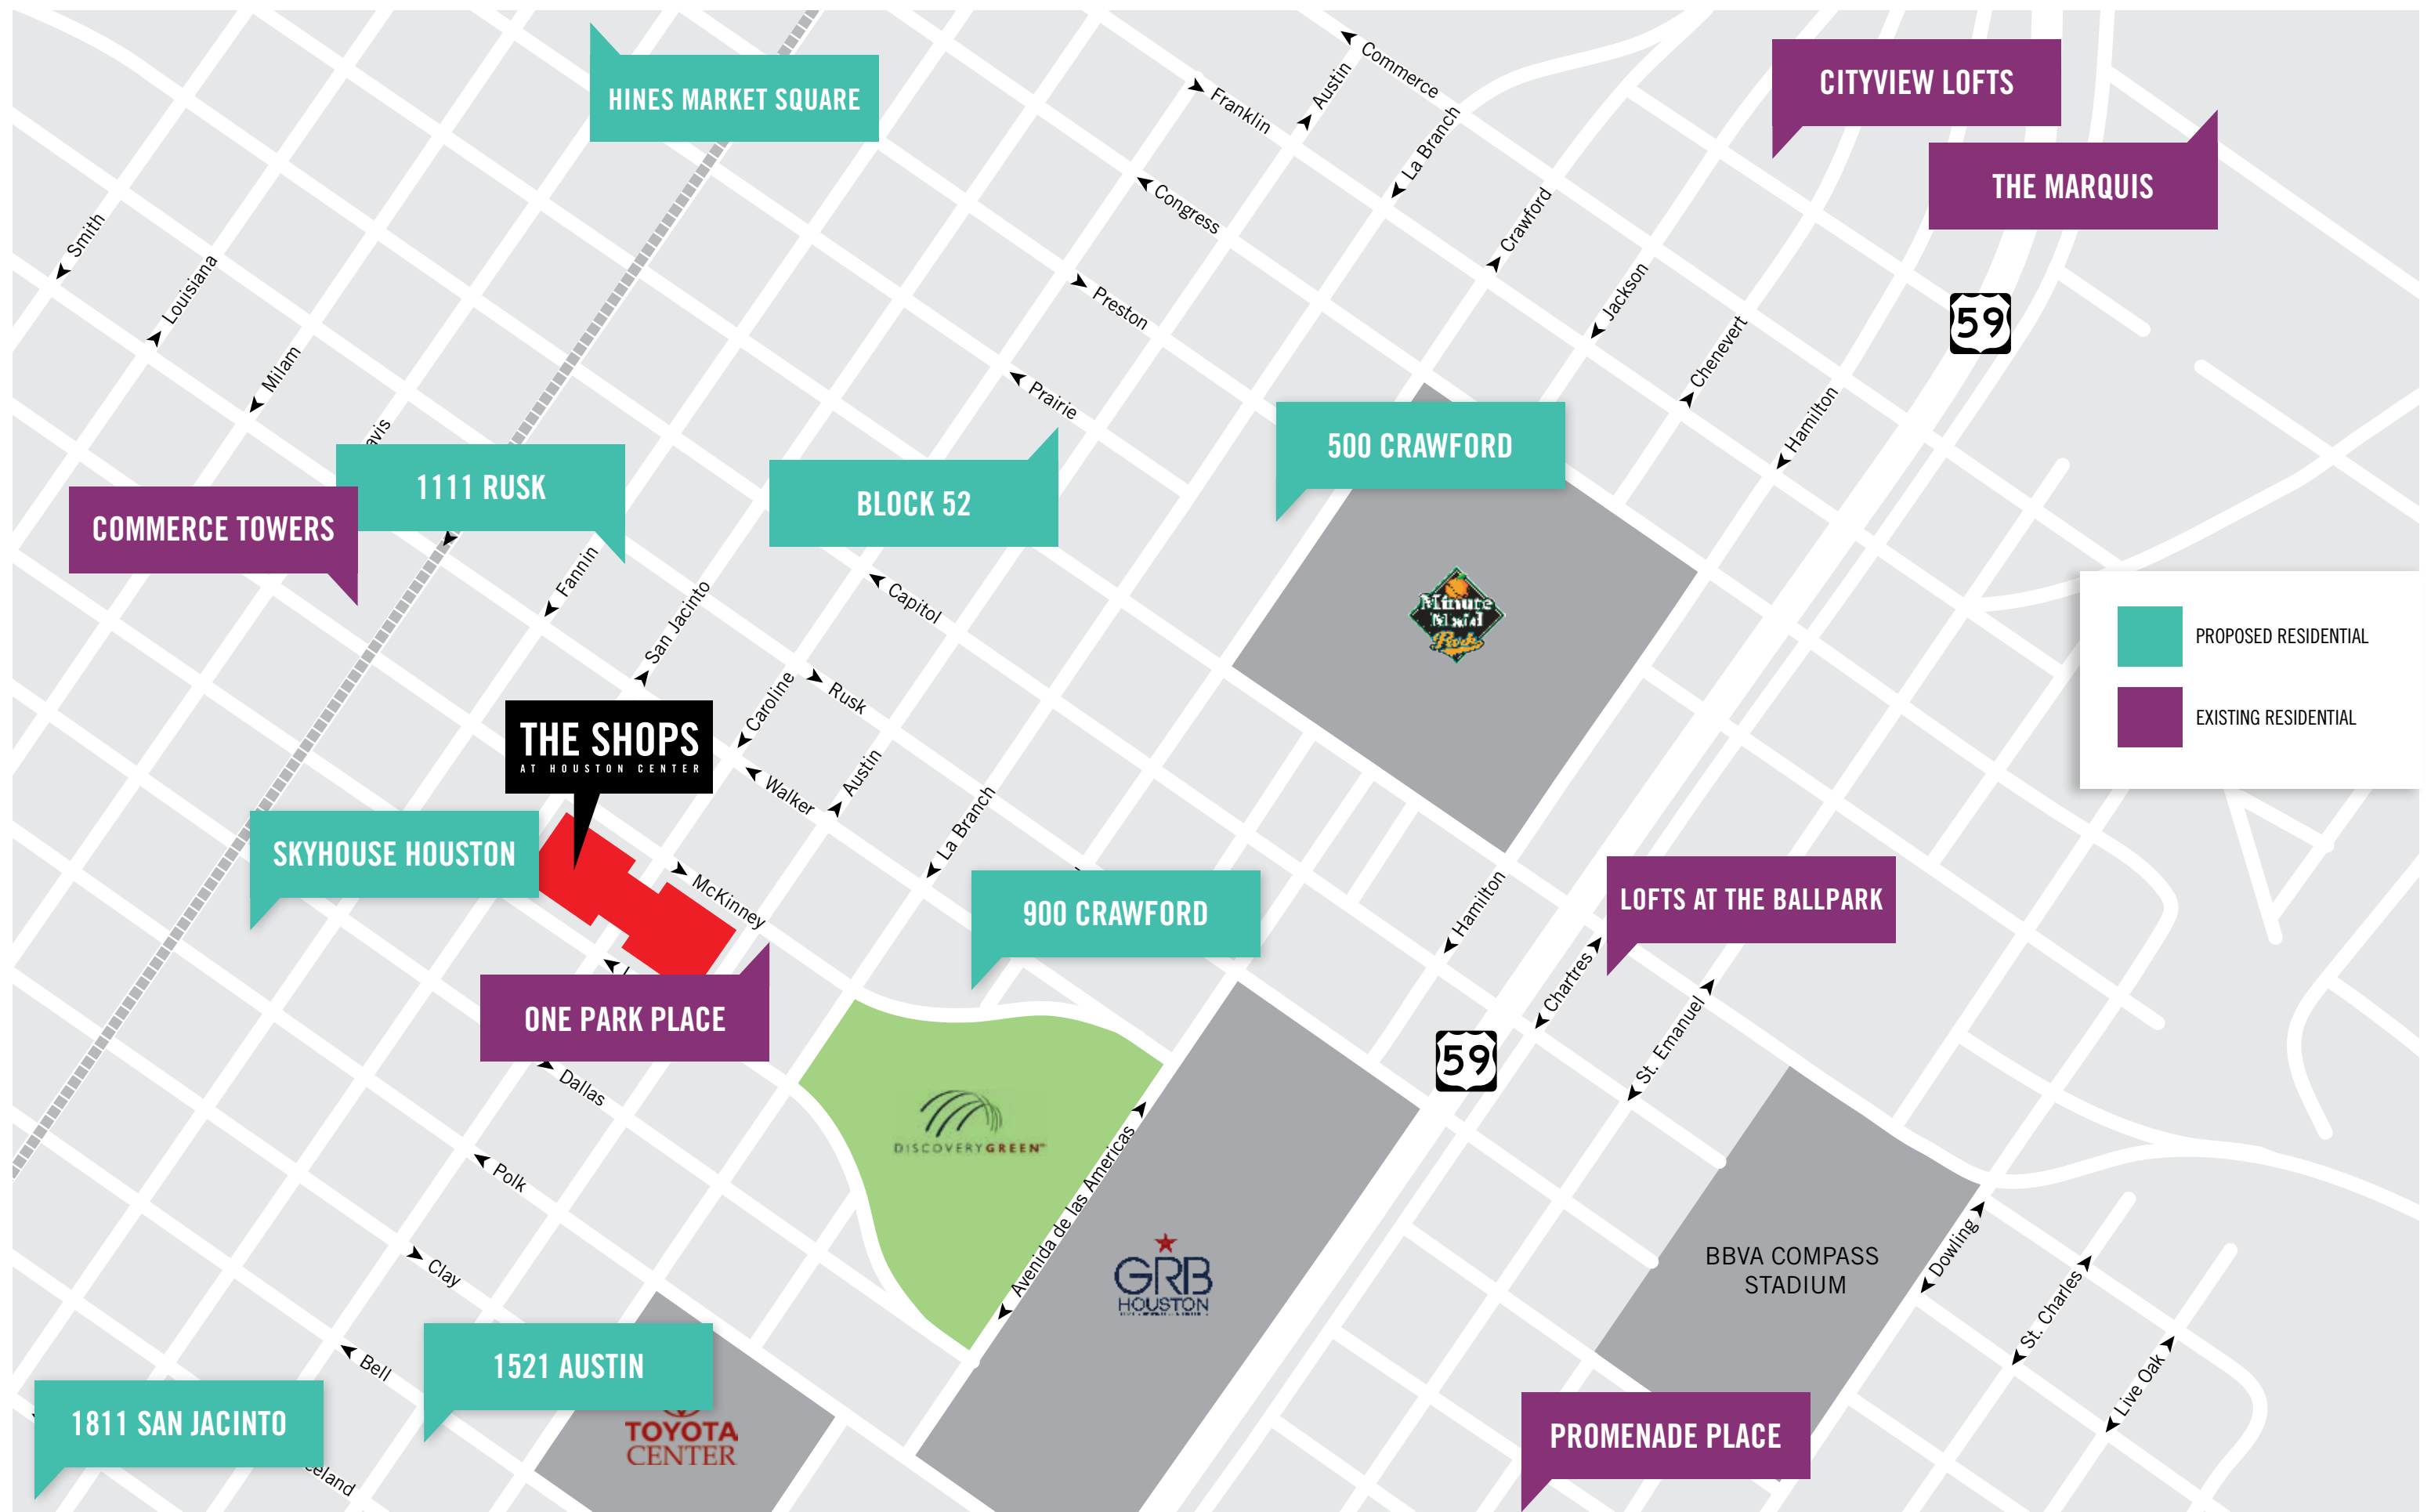 Commerce
Franklin
Austin
La Branch
CITYVIEW LOFTS
HINES MARKET SQUARE
THE MARQUIS
Congress
Crawford
Smith
Louisiana
Preston
Jackson
59
Milam
Prairie
Chenevert
Hamilton
avis
1111 RUSK
BLOCK 52
500 CRAWFORD
COMMERCE TOWERS
Fannin
San Jacinto
Capitol
Minute
Maid
Park
PROPOSED RESIDENTIAL
EXISTING RESIDENTIAL
Caroline
Rusk
THE SHOPS
AT HOUSTON CENTER
Walker
Austin
La Branch
SKYHOUSE HOUSTON
McKinney
900 CRAWFORD
Hamilton
LOFTS AT THE BALLPARK
Chartres
ONE PARK PLACE
St. Emanuel
59
Dallas
DISCOVERYGREEN
Avenida de las Americas
Polk
Clay
GRB
HOUSTON
BBVA COMPASS
STADIUM
Dowling
St. Charles
Bell
1521 AUSTIN
Live Oak
1811 SAN JACINTO
TOYOTA
CENTER
PROMENADE PLACE
eland